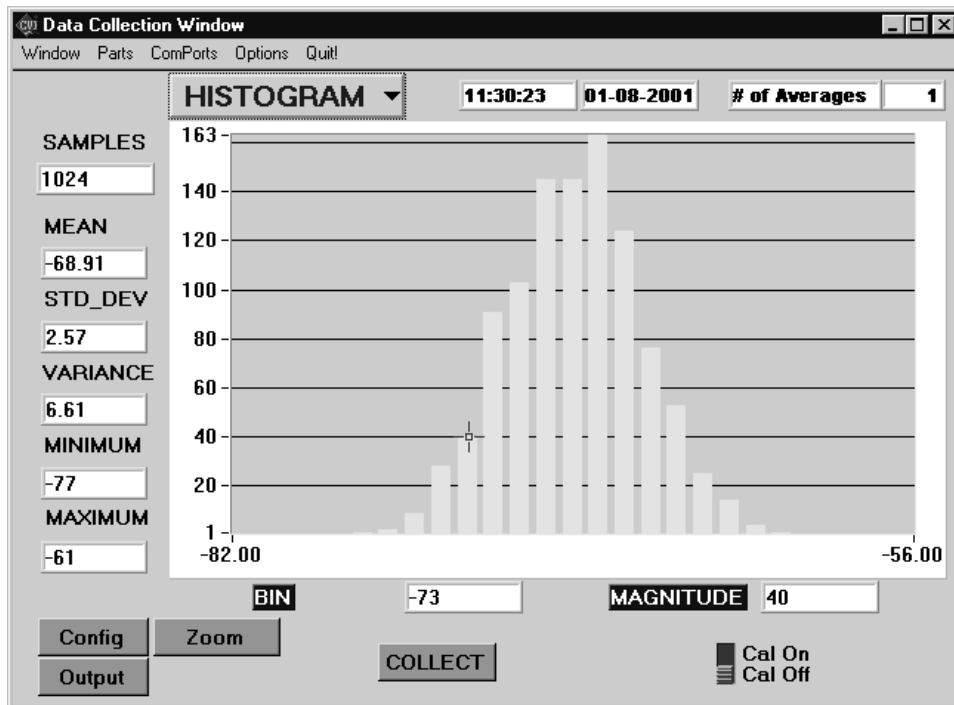 CVI Data Collection Window
Window Parts ComPorts Options Quit!
HISTOGRAM
11:30:23
01-08-2001
# of Averages
1
SAMPLES
1024
MEAN
-68.91
STD_DEV
2.57
VARIANCE
6.61
MINIMUM
-77
MAXIMUM
-61
163
140
120
100
80
60
40
20
1
-82.00
-56.00
BIN
-73
MAGNITUDE
40
Config
Zoom
Output
COLLECT
Cal On
Cal Off